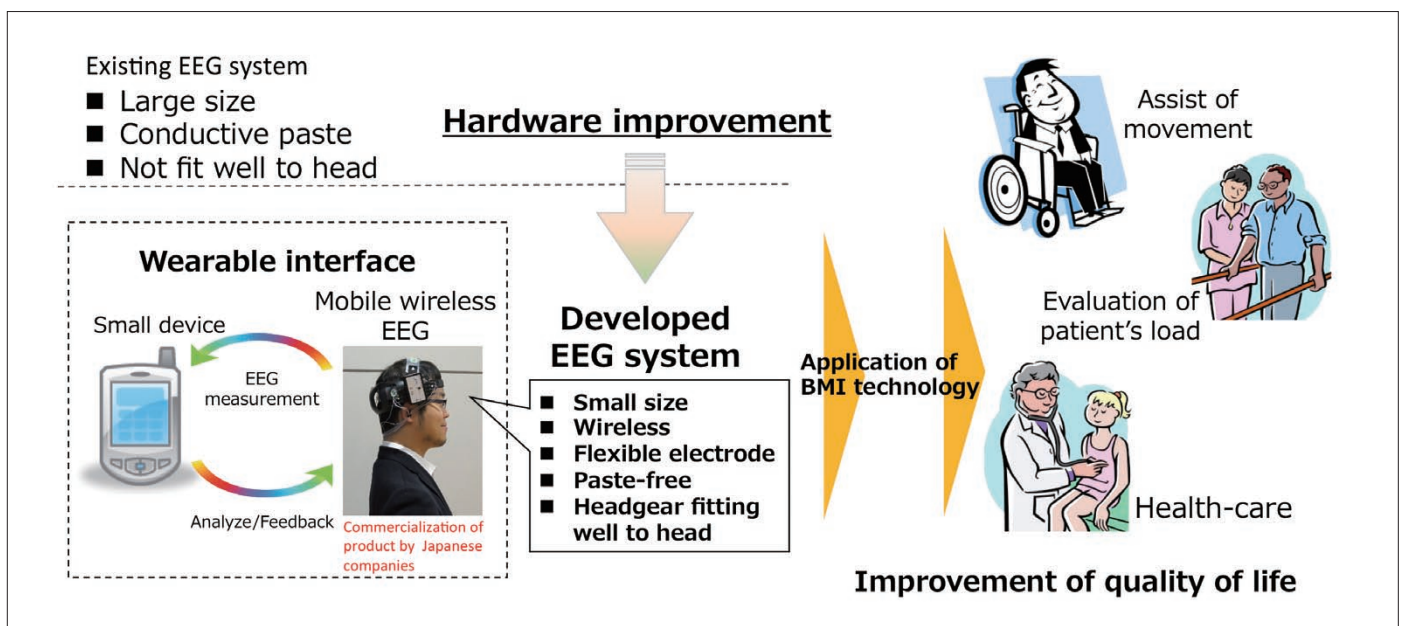 Existing EEG system
■ Large size
■ Conductive paste
■ Not fit well to head
Hardware improvement
Wearable interface
Small device
Mobile wireless
EEG
EEG
measurement
Analyze/Feedback
Commercialization of
product by Japanese
companies
Developed
EEG system
■ Small size
■ Wireless
■ Flexible electrode
■ Paste-free
■ Headgear fitting
well to head
Application of
BMI technology
Assist of
movement
Evaluation of
patient’s load
Health-care
Improvement of quality of life